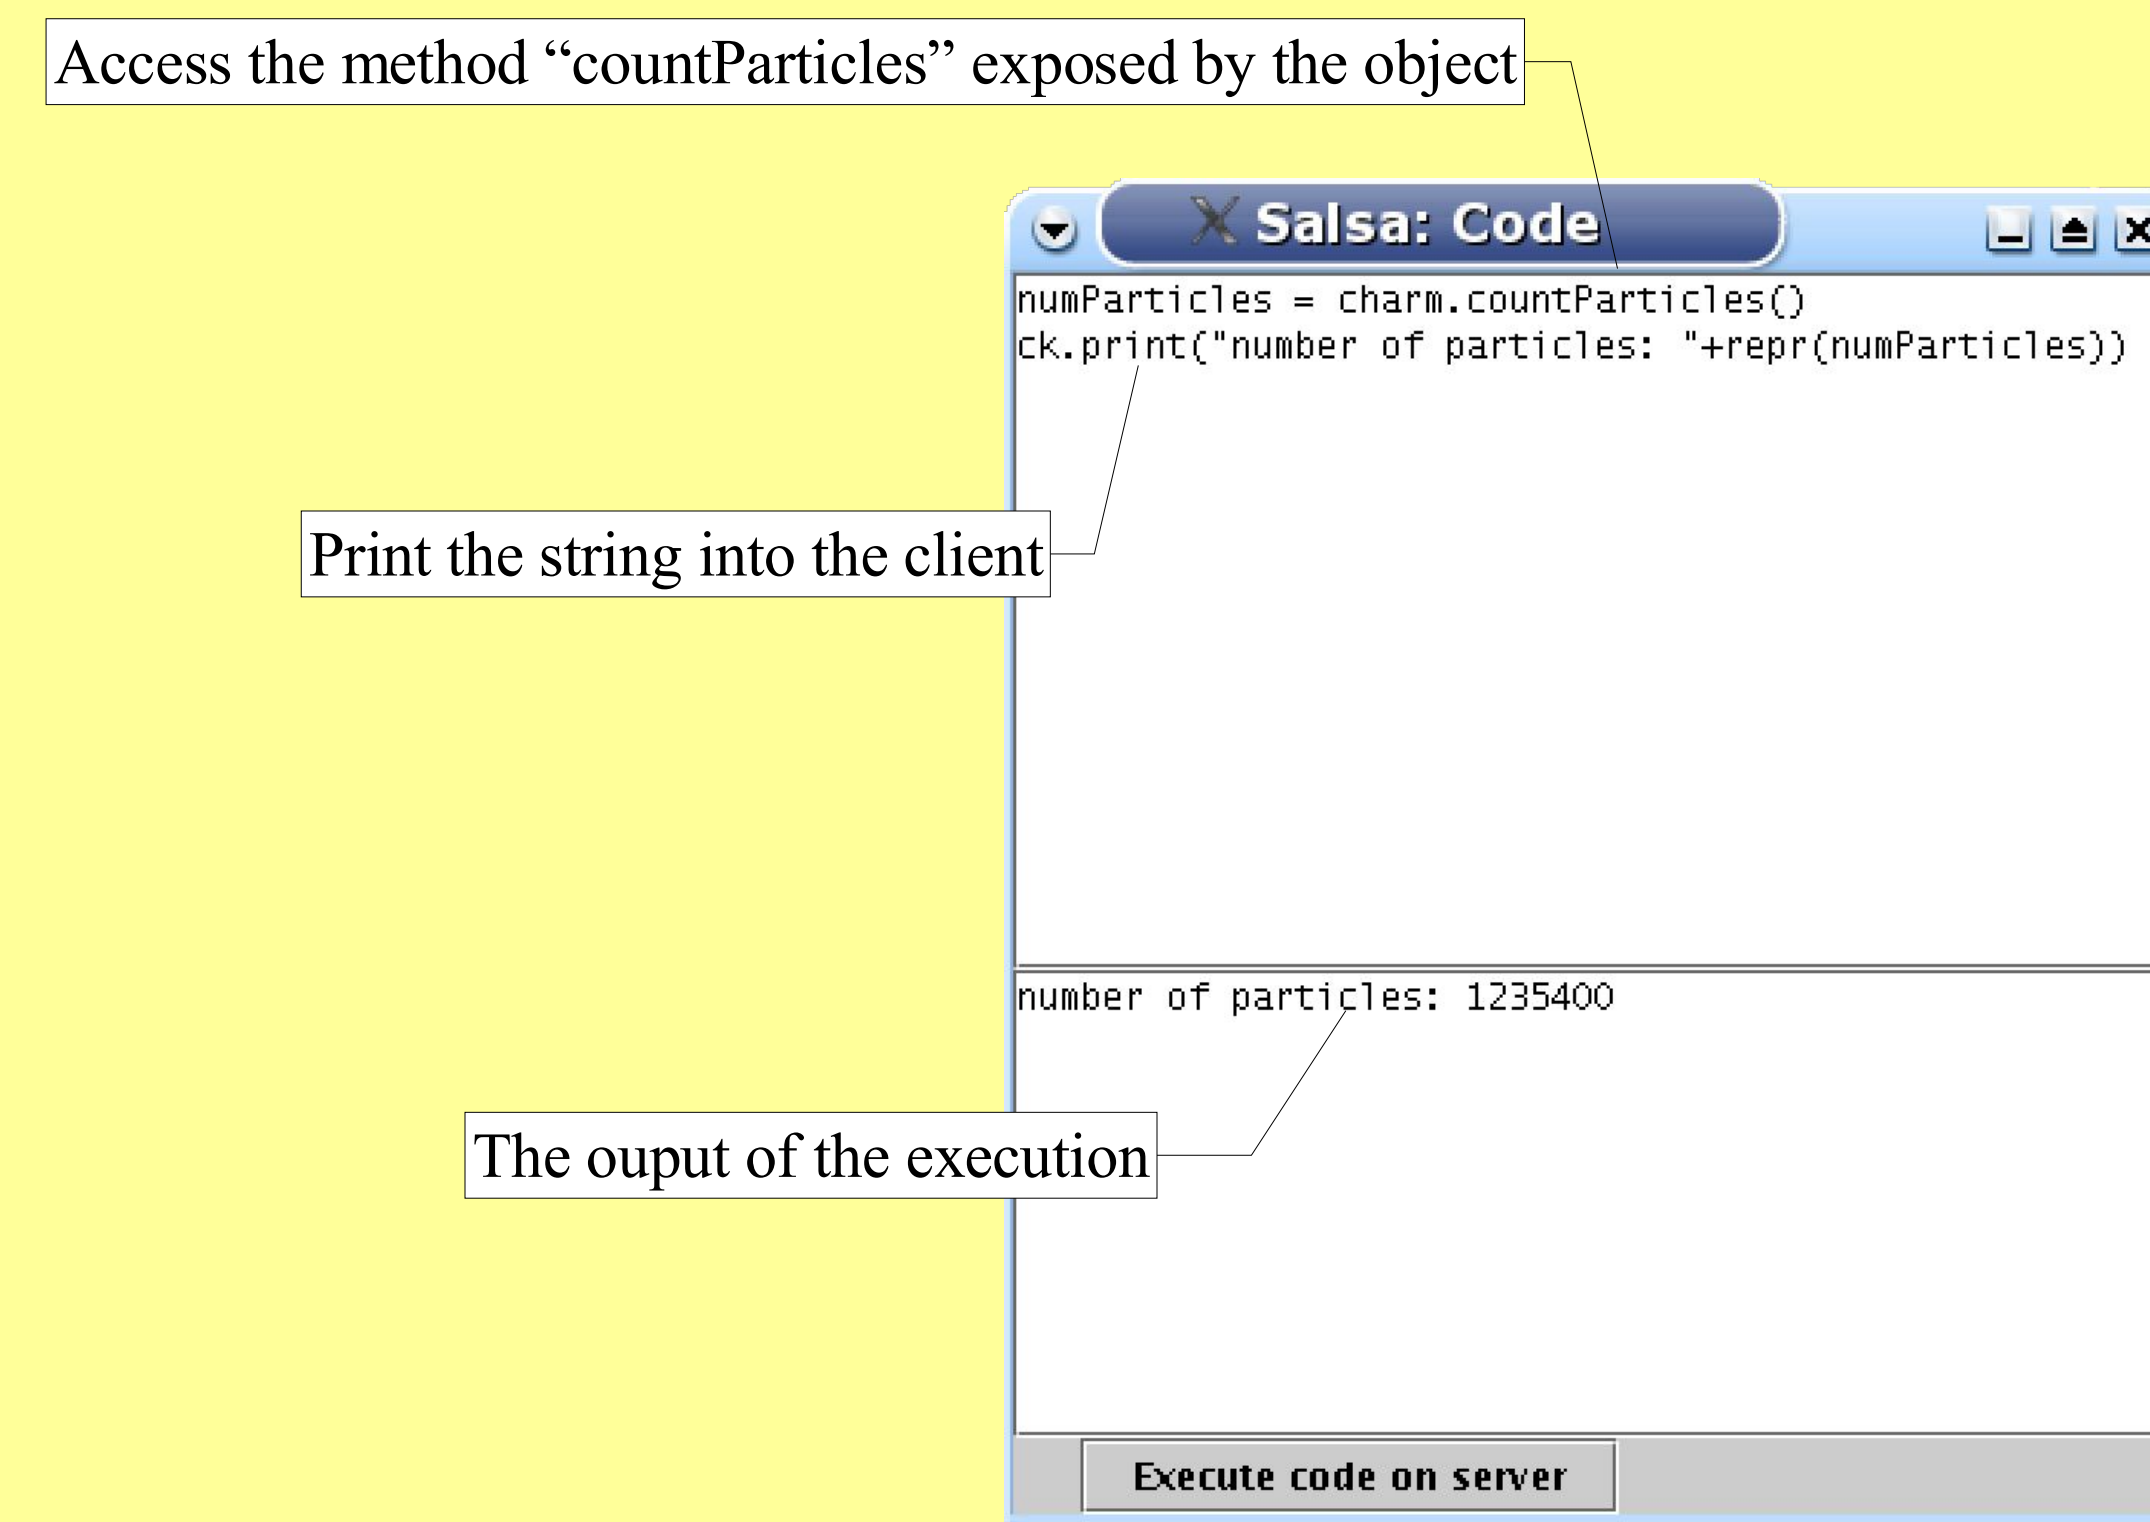 Access the method “countParticles” exposed by the object
X Salsa: Code
numParticles = charm.countParticles()
ck.print("number of particles: "+repr(numParticles))
Print the string into the client
number of particles: 1235400
The ouput of the execution
Execute code on server